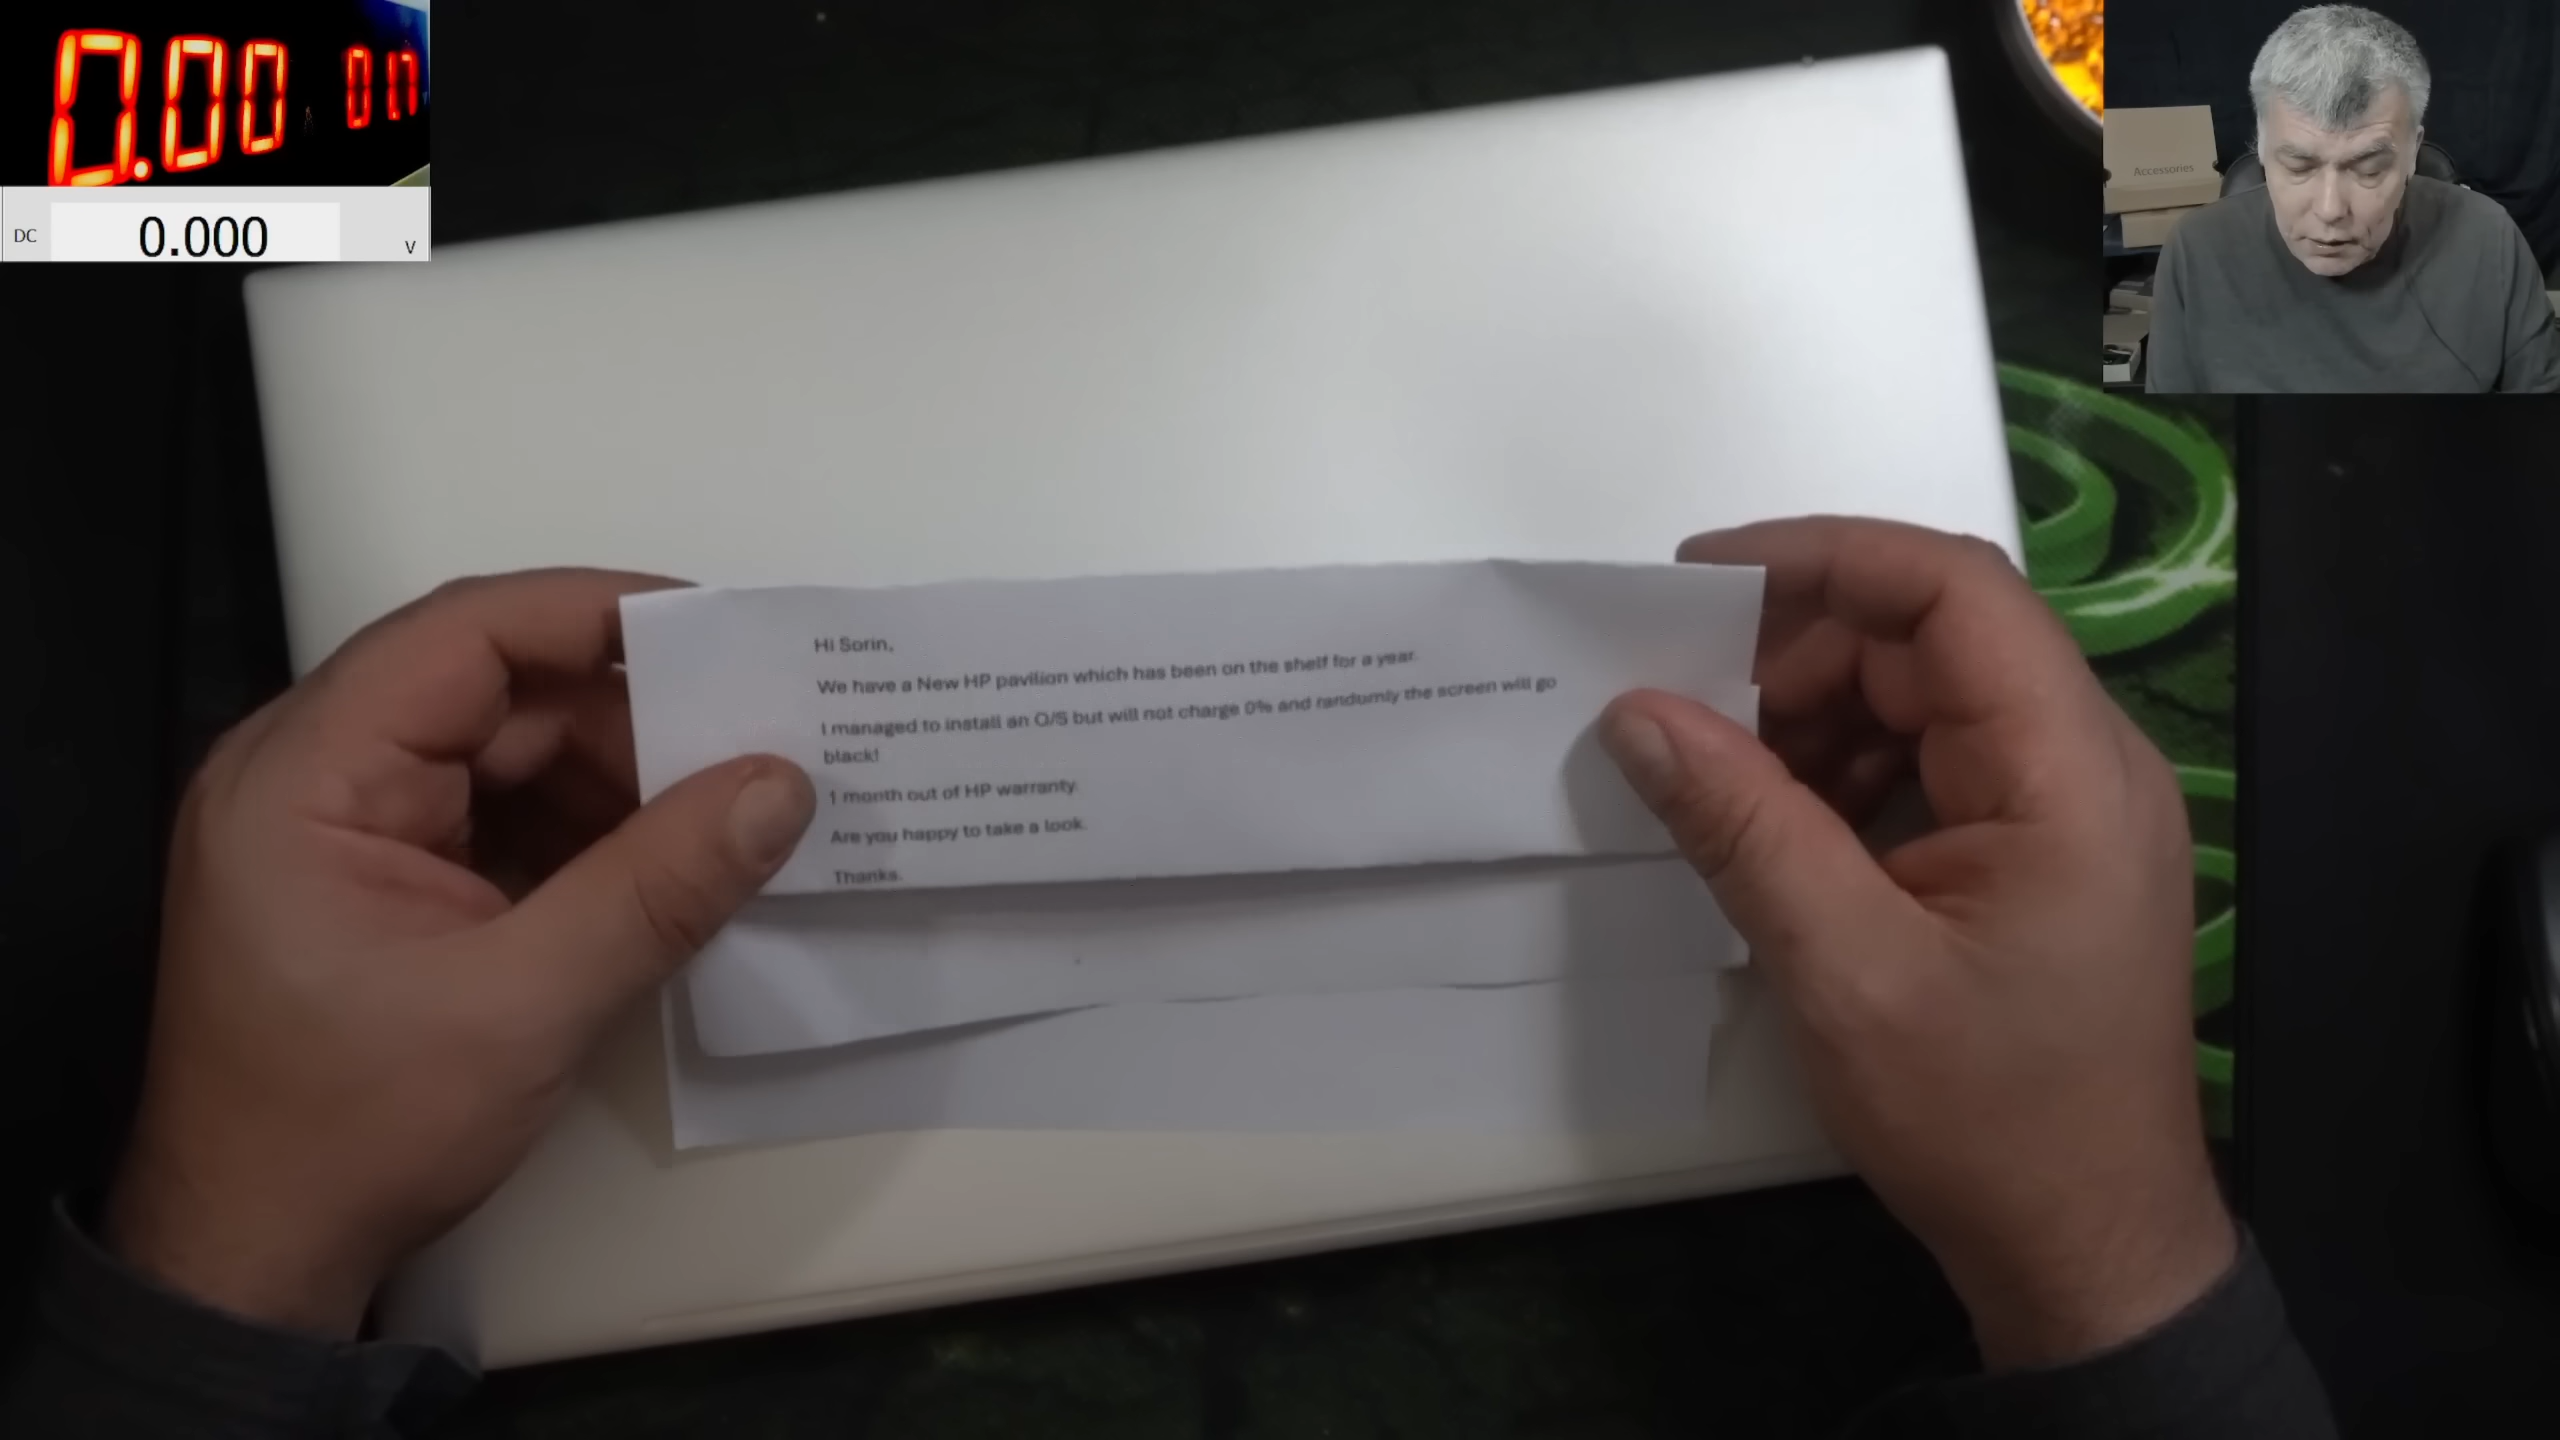 0.00
DC 0.000 V
Accessories
Hi Sorin,
We have a New HP pavilion which has been on the shelf for a year.
I managed to install an O/S but will not charge 0% and randomly the screen will go
black!
1 month out of HP warranty.
Are you happy to take a look.
Thanks.